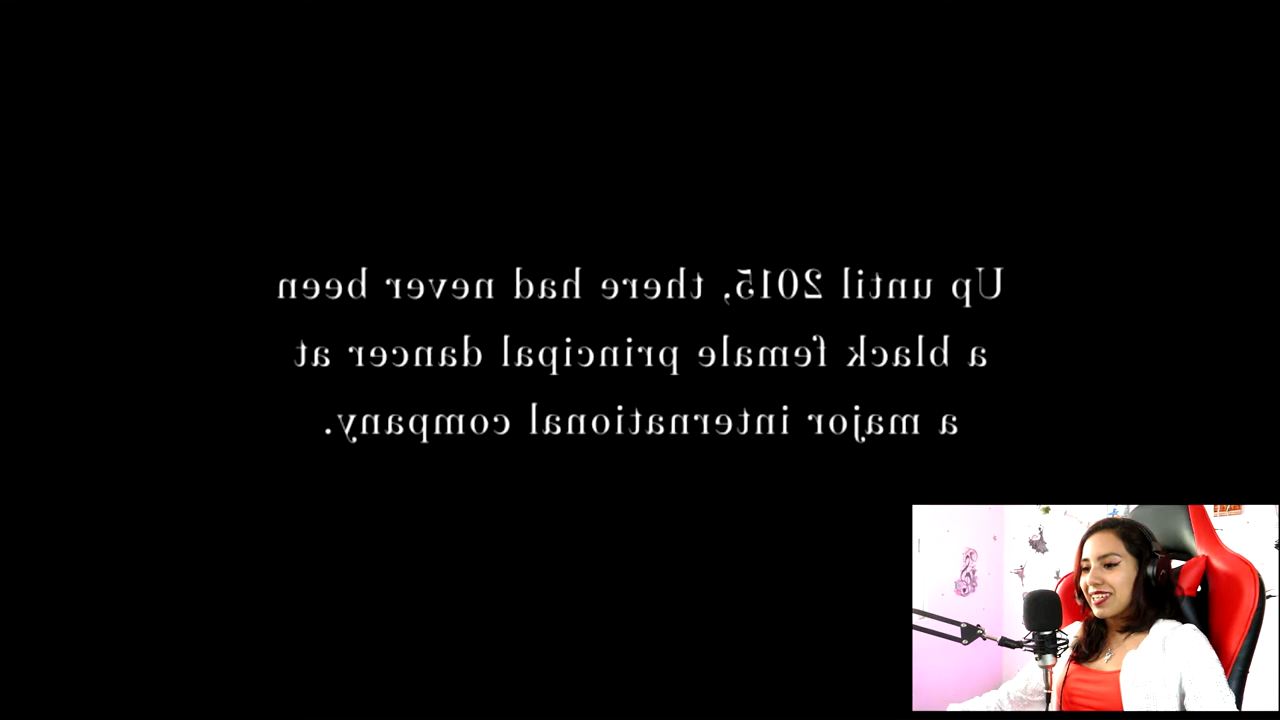 Up until 2015, there had never been
a black female principal dancer at
a major international company.